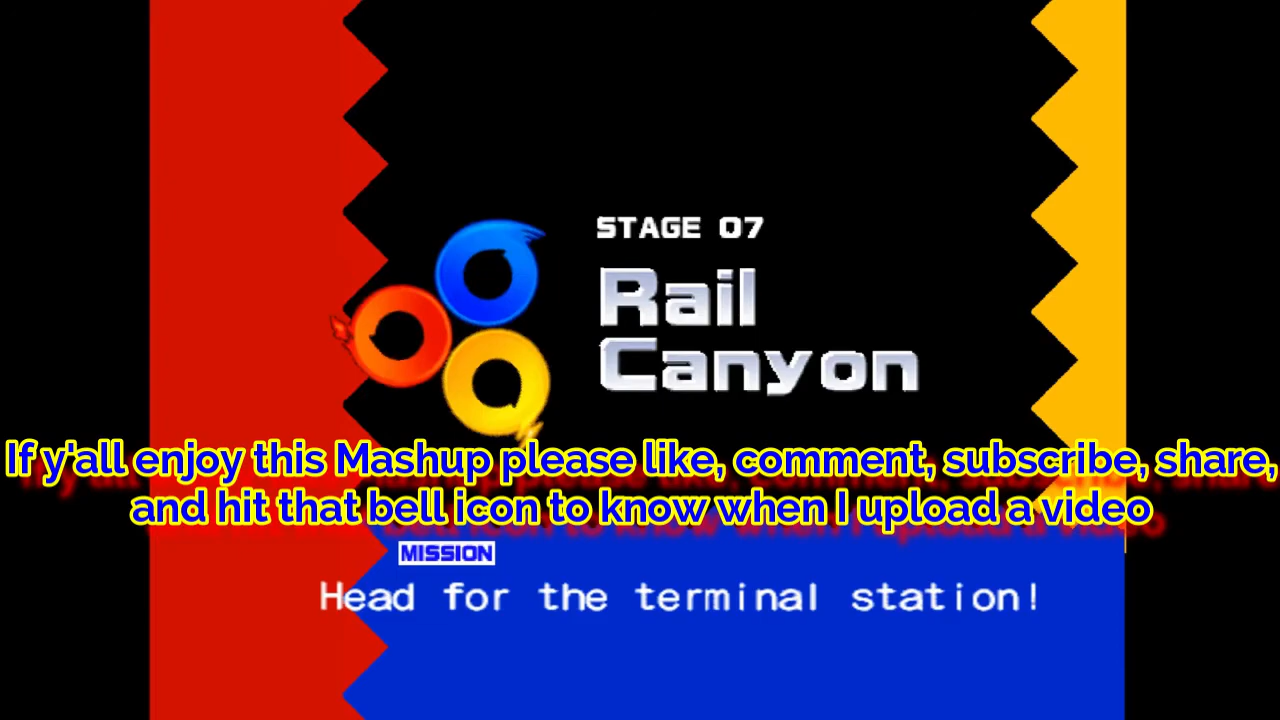 STAGE 07
Rail
Canyon
If y'all enjoy this Mashup please like, comment, subscribe, share,
and hit that bell icon to know when I upload a video
MISSION
Head for the terminal station!